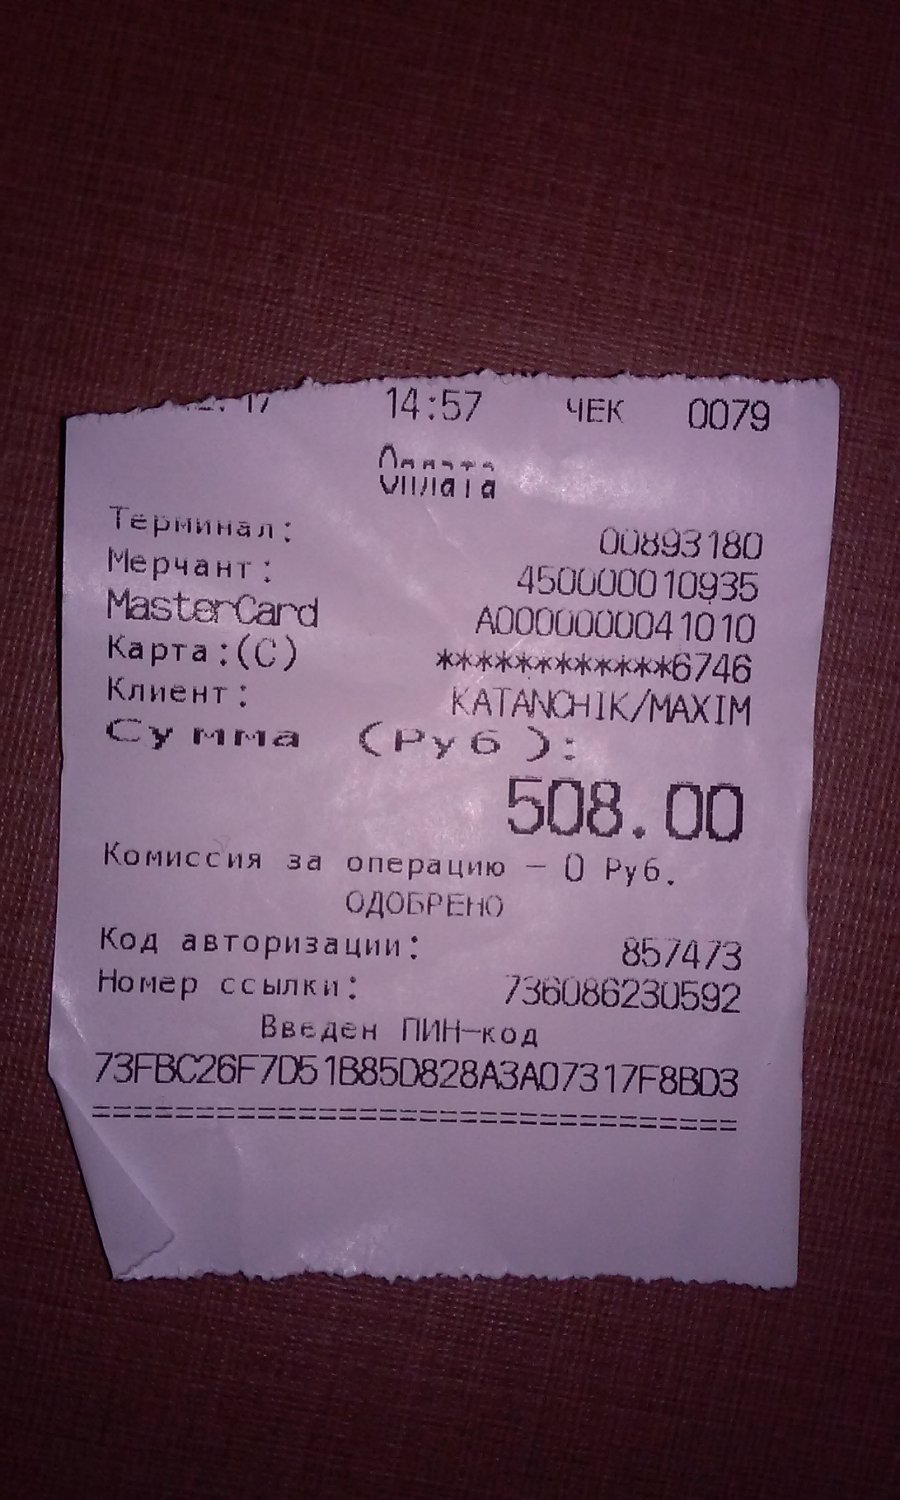 14:57 ЧЕК 0079
Оплата
Терминал: 00893180
Мерчант: 450000010935
MasterCard A0000000041010
Карта:(C) ************6746
Клиент: KATANCHIK/MAXIM
Сумма (Руб):
508.00
Комиссия за операцию – 0 Руб.
ОДОБРЕНО
Код авторизации: 857473
Номер ссылки: 736086230592
Введен ПИН-код
73FBC26F7D51B85D828A3A07317F8BD3
================================